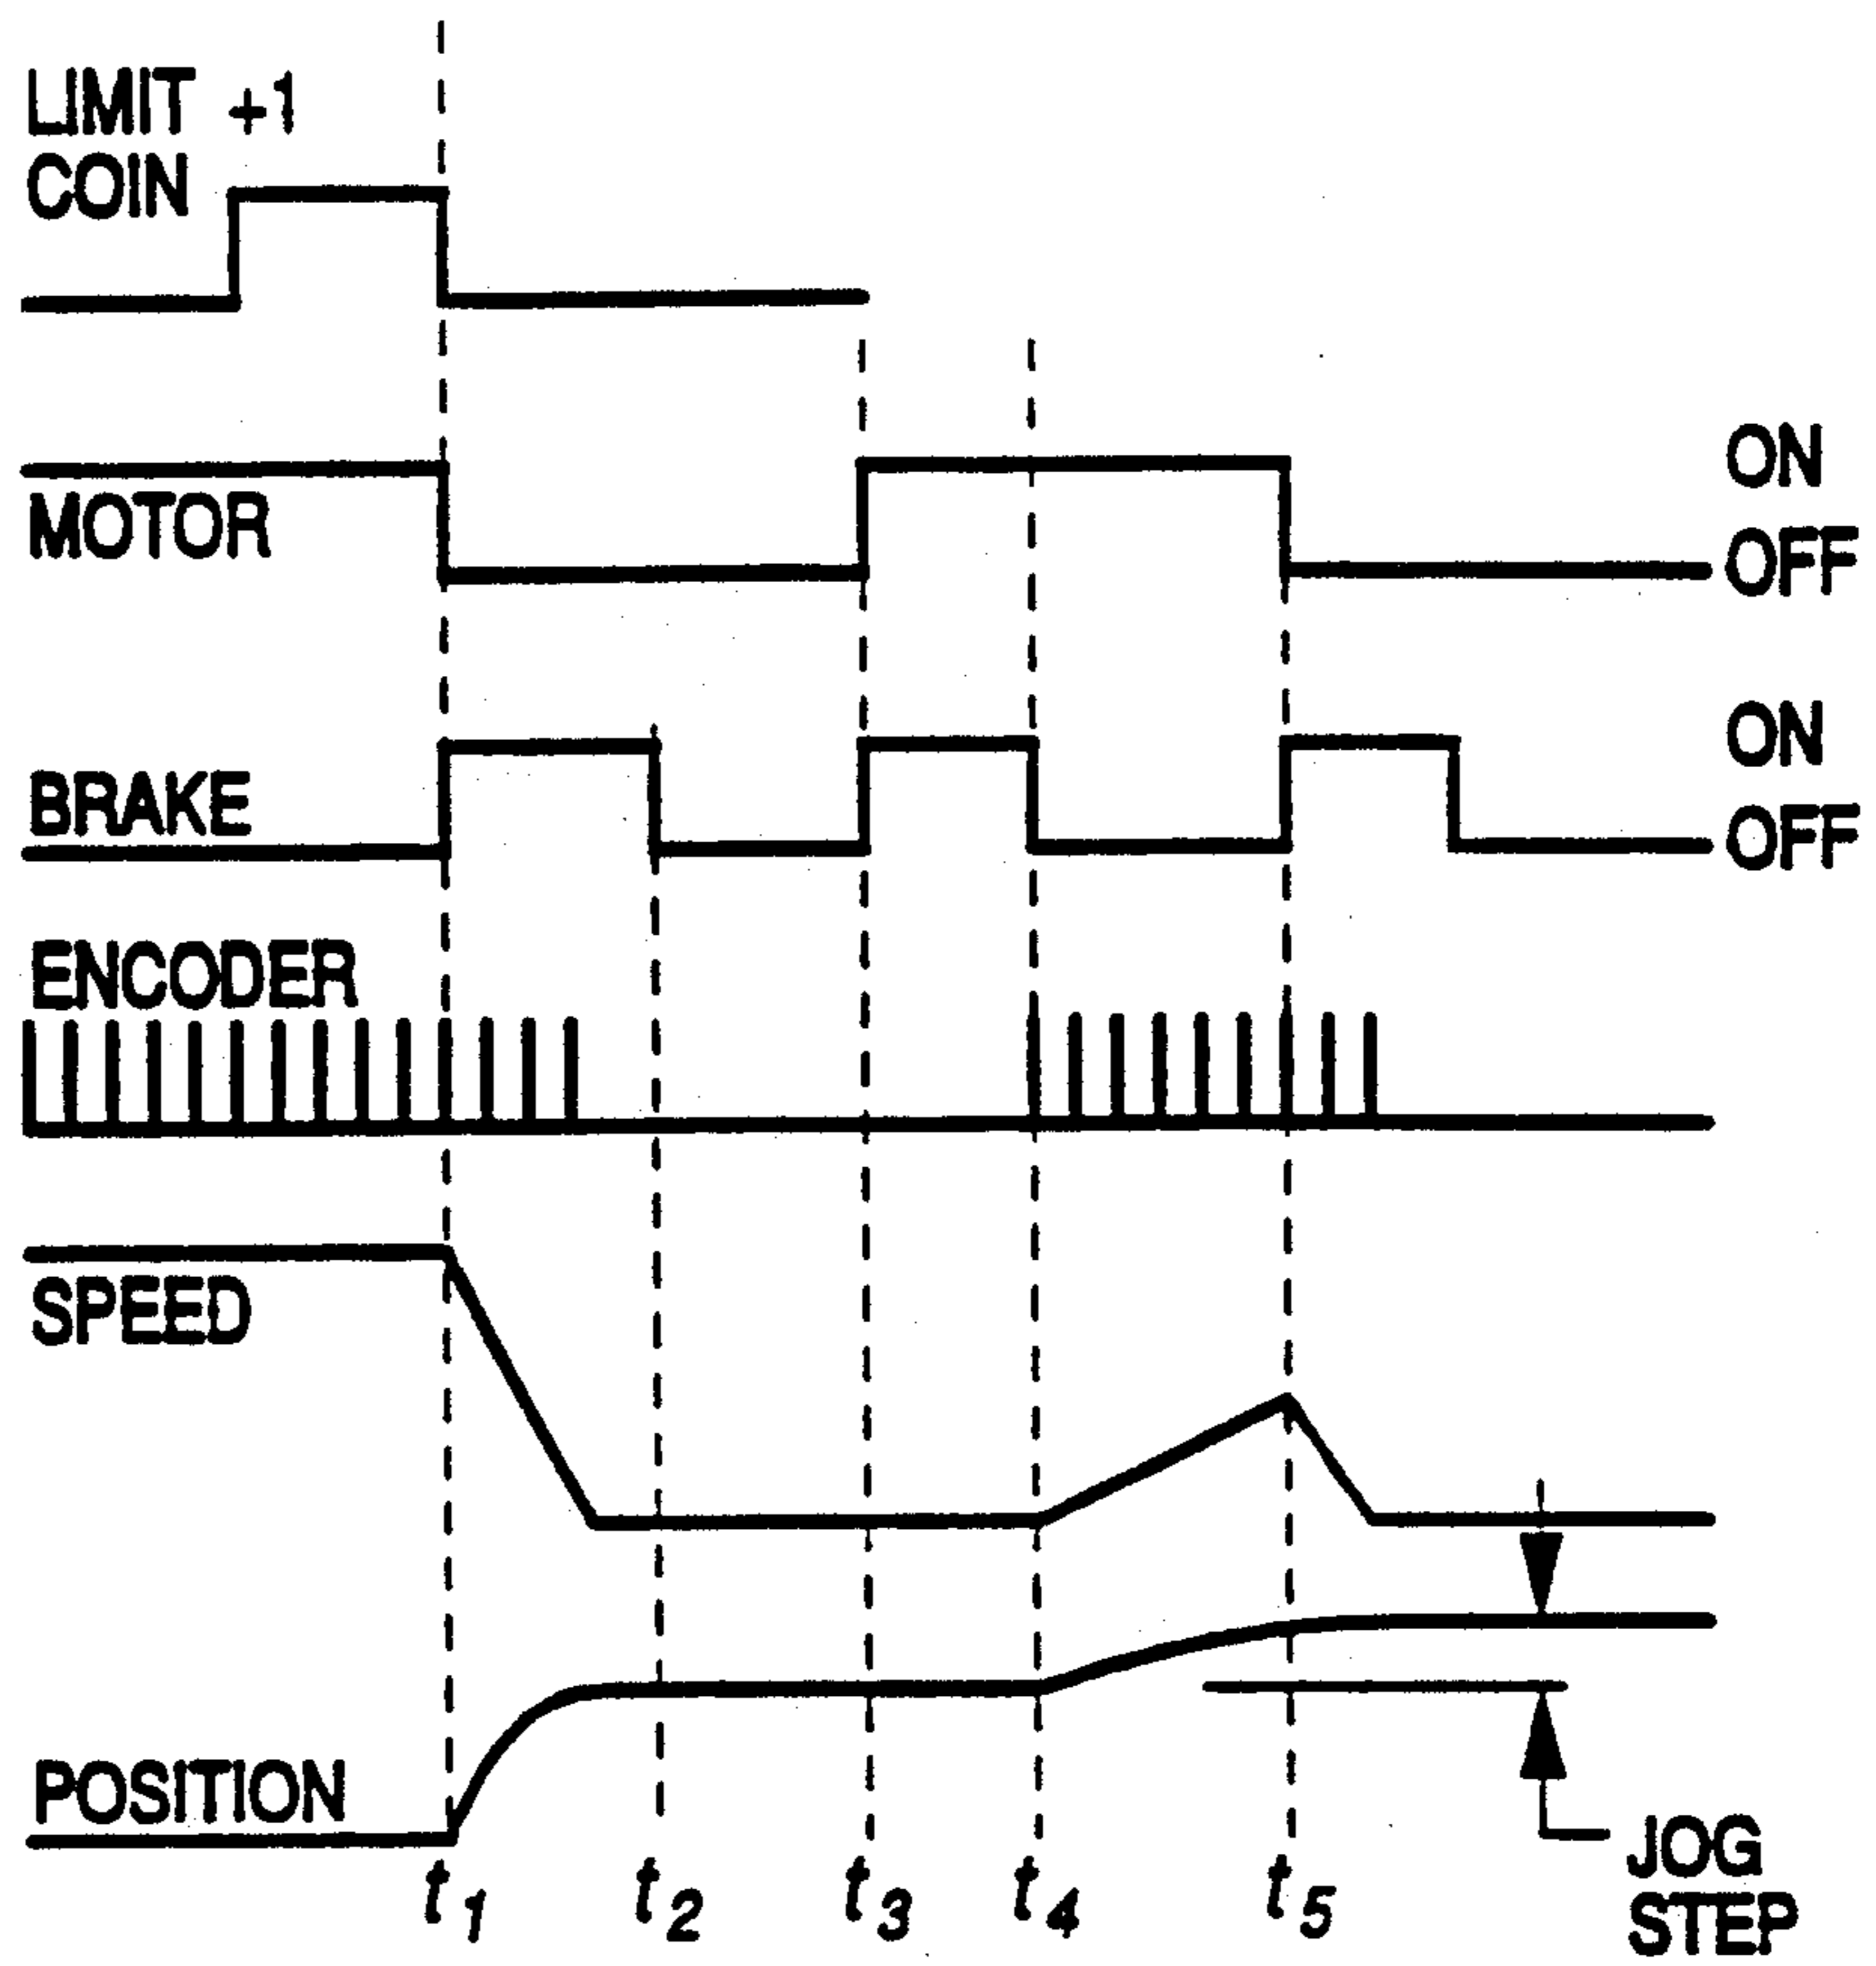 LIMIT +1
COIN
MOTOR
ON
OFF
BRAKE
ON
OFF
ENCODER
SPEED
POSITION
t1 t2 t3 t4 t5
JOG
STEP